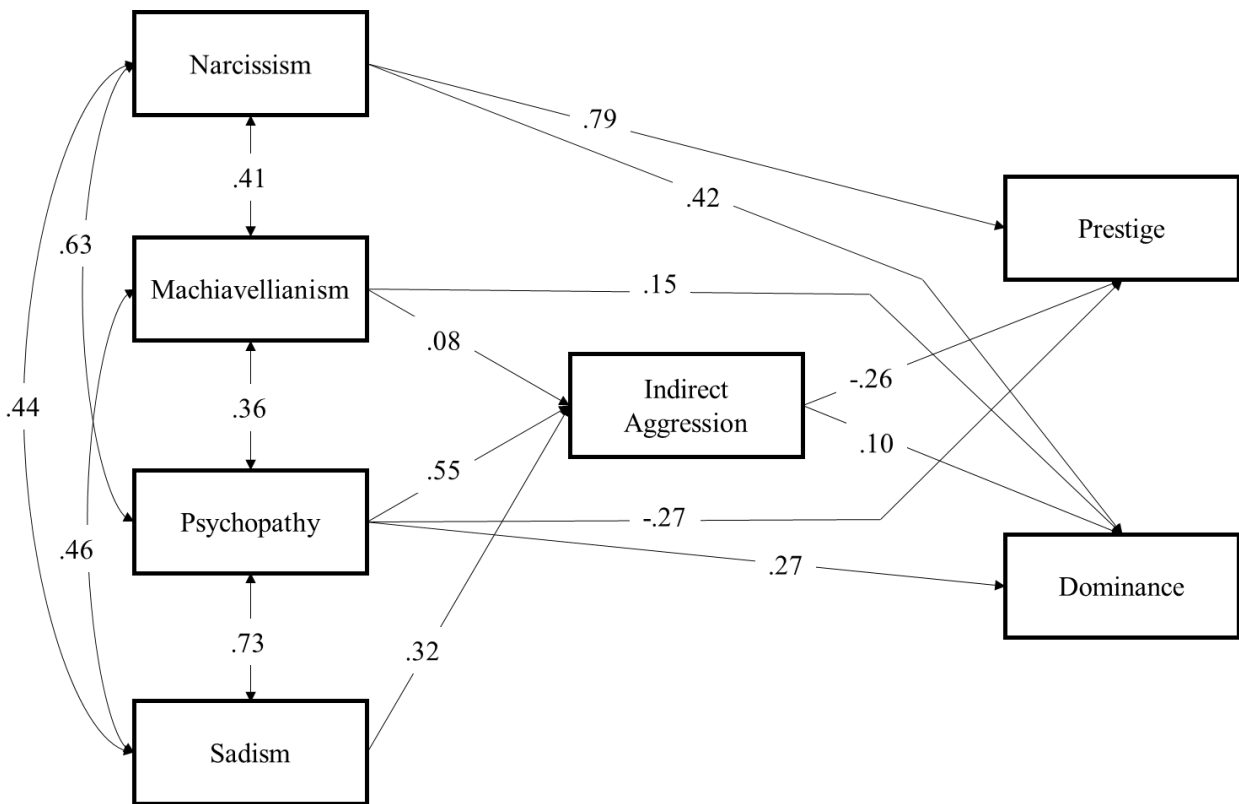 Narcissism
.79
.41
.42
Prestige
.63
Machiavellianism
.15
.08
Indirect
Aggression
-.26
.44
.36
.10
.55
Psychopathy
-.27
.46
.27
Dominance
.73
.32
Sadism